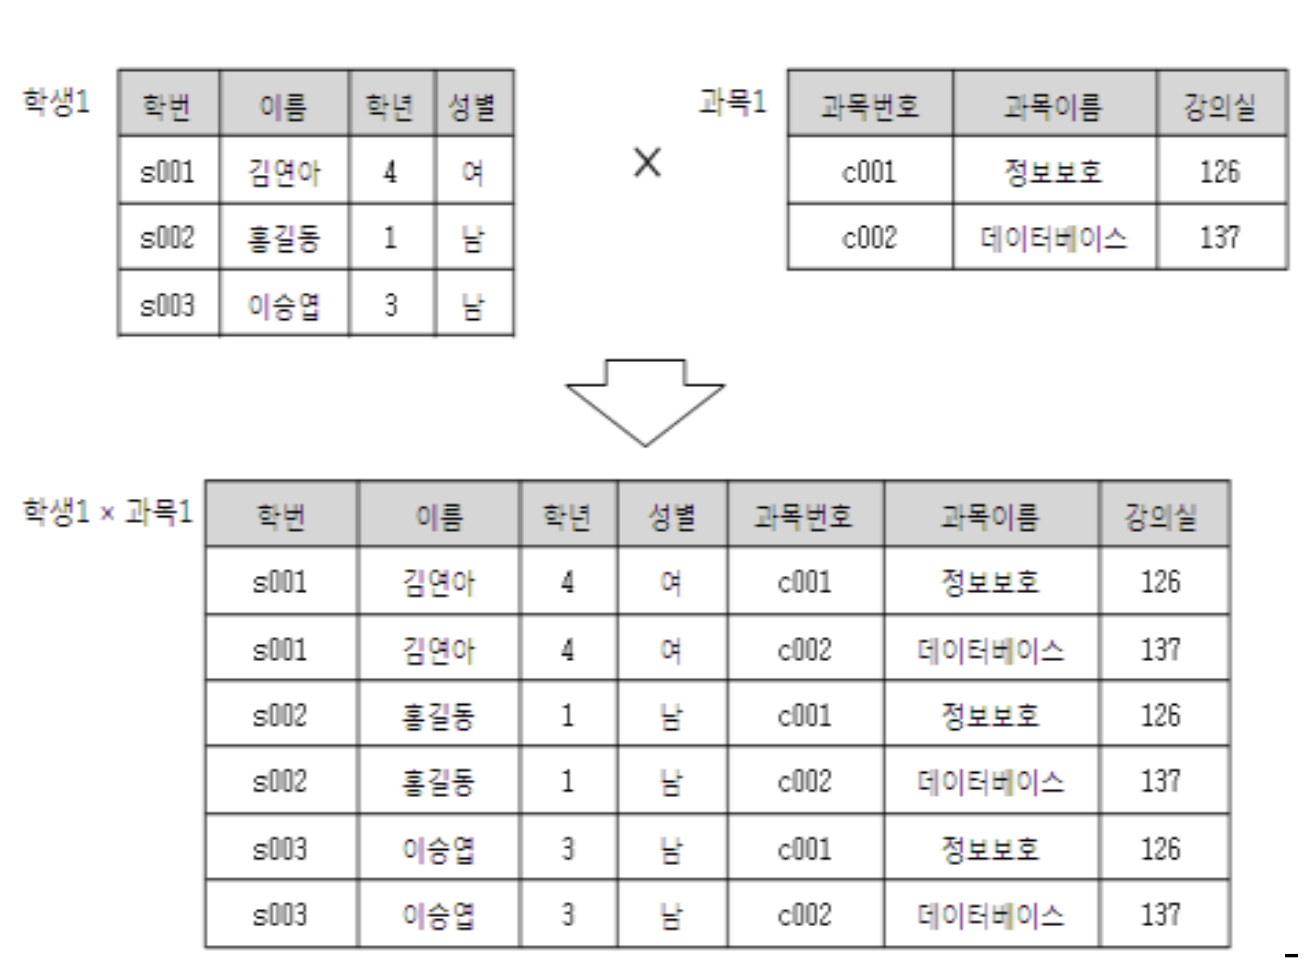 학생1
학번 이름 학년 성별
s001 김연아 4 여
s002 홍길동 1 남
s003 이승엽 3 남
×
과목1
과목번호 과목이름 강의실
c001 정보보호 126
c002 데이터베이스 137
학생1 × 과목1
학번 이름 학년 성별 과목번호 과목이름 강의실
s001 김연아 4 여 c001 정보보호 126
s001 김연아 4 여 c002 데이터베이스 137
s002 홍길동 1 남 c001 정보보호 126
s002 홍길동 1 남 c002 데이터베이스 137
s003 이승엽 3 남 c001 정보보호 126
s003 이승엽 3 남 c002 데이터베이스 137